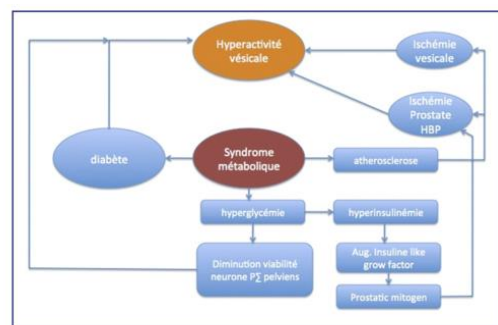 Hyperactivité
vésicale
Ischémie
vesicale
Ischémie
Prostate
HBP
diabète
Syndrome
métabolique
atherosclerose
hyperglycémie
hyperinsulinémie
Diminution viabilité
neurone P∑ pelviens
Aug. insuline like
grow factor
Prostatic mitogen